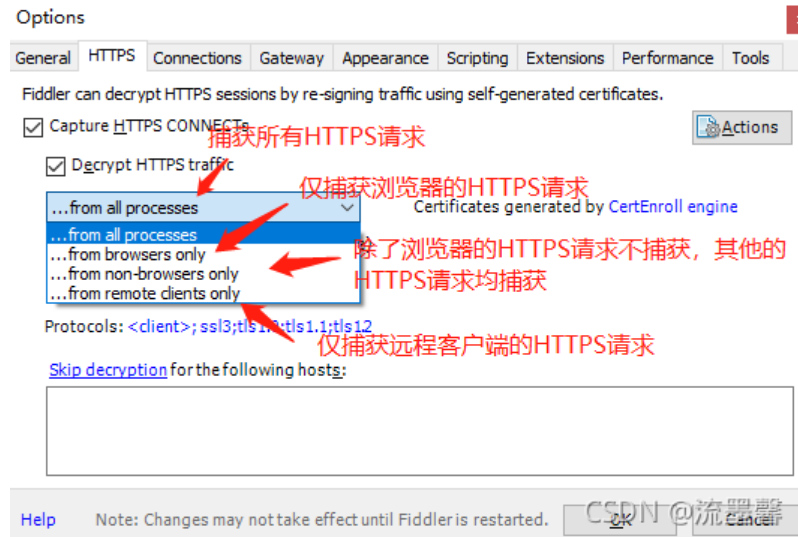 Options
General HTTPS Connections Gateway Appearance Scripting Extensions Performance Tools
Fiddler can decrypt HTTPS sessions by re-signing traffic using self-generated certificates.
Capture HTTPS CONNECTs
捕获所有HTTPS请求
Actions
Decrypt HTTPS traffic
仅捕获浏览器的HTTPS请求
...from all processes
Certificates generated by CertEnroll engine
...from all processes
...from browsers only
除了浏览器的HTTPS请求不捕获，其他的
...from non-browsers only
HTTPS请求均捕获
...from remote clients only
Protocols: <client>; ssl3;tls1.0;tls1.1;tls1.2
仅捕获远程客户端的HTTPS请求
Skip decryption for the following hosts:
Help
Note: Changes may not take effect until Fiddler is restarted.
OK
Cancel
CSDN @流墨馨